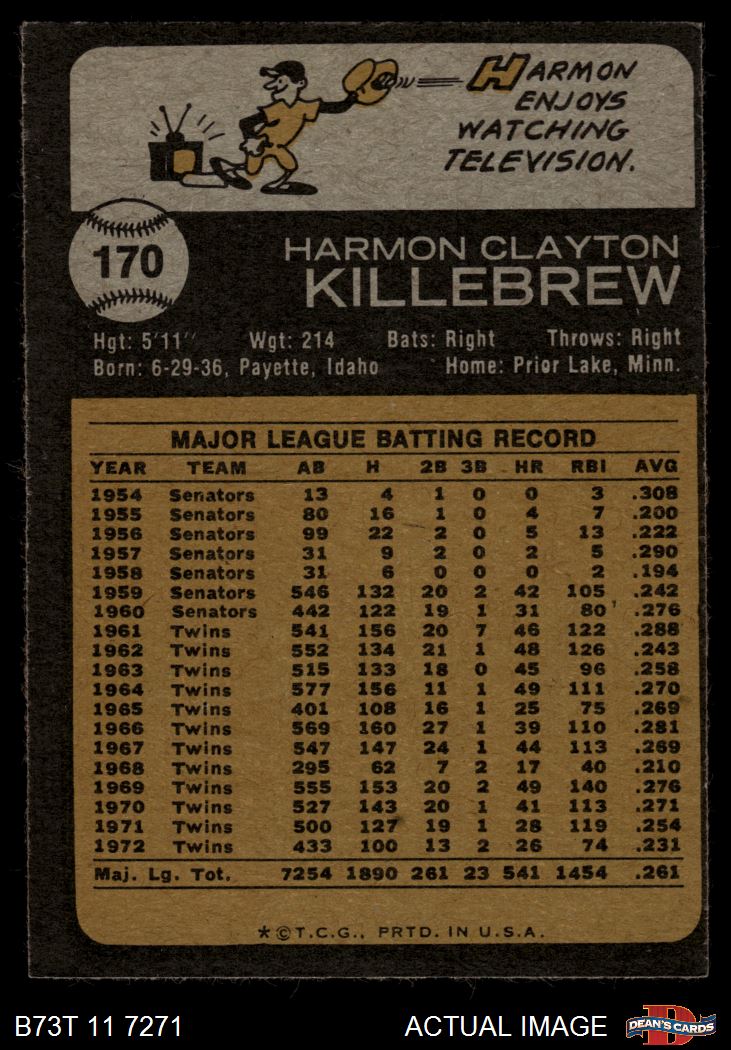 HARMON
ENJOYS
WATCHING
TELEVISION.
170
HARMON CLAYTON
KILLEBREW
Hgt: 5'11" Wgt: 214 Bats: Right Throws: Right
Born: 6-29-36, Payette, Idaho Home: Prior Lake, Minn.
MAJOR LEAGUE BATTING RECORD
YEAR TEAM AB H 2B 3B HR RBI AVG
1954 Senators 13 4 1 0 0 3 .308
1955 Senators 80 16 1 0 4 7 .200
1956 Senators 99 22 2 0 5 13 .222
1957 Senators 31 9 2 0 2 5 .290
1958 Senators 31 6 0 0 0 2 .194
1959 Senators 546 132 20 2 42 105 .242
1960 Senators 442 122 19 1 31 80 .276
1961 Twins 541 156 20 7 46 122 .288
1962 Twins 552 134 21 1 48 126 .243
1963 Twins 515 133 18 0 45 96 .258
1964 Twins 577 156 11 1 49 111 .270
1965 Twins 401 108 16 1 25 75 .269
1966 Twins 569 160 27 1 39 110 .281
1967 Twins 547 147 24 1 44 113 .269
1968 Twins 295 62 7 2 17 40 .210
1969 Twins 555 153 20 2 49 140 .276
1970 Twins 527 143 20 1 41 113 .271
1971 Twins 500 127 19 1 28 119 .254
1972 Twins 433 100 13 2 26 74 .231
Maj. Lg. Tot. 7254 1890 261 23 541 1454 .261
*©T.C.G., PRTD. IN U.S.A.
B73T 11 7271 ACTUAL IMAGE DEAN'S CARDS